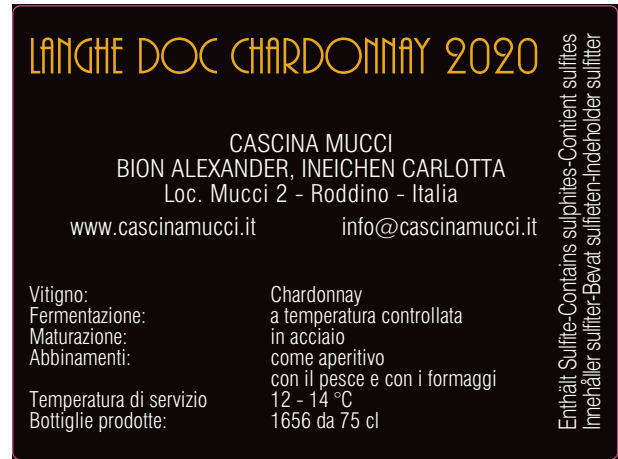 LANGHE DOC CHARDONNAY 2020
CASCINA MUCCI
BION ALEXANDER, INEICHEN CARLOTTA
Loc. Mucci 2 - Roddino - Italia
www.cascinamucci.it info@cascinamucci.it
Vitigno: Chardonnay
Fermentazione: a temperatura controllata
Maturazione: in acciaio
Abbinamenti: come aperitivo
con il pesce e con i formaggi
Temperatura di servizio 12 - 14 °C
Bottiglie prodotte: 1656 da 75 cl
Enthält Sulfite-Contains sulphites-Contient sulfites
Innehåller sulfiter-Bevat sulfieten-Indeholder sulfitter